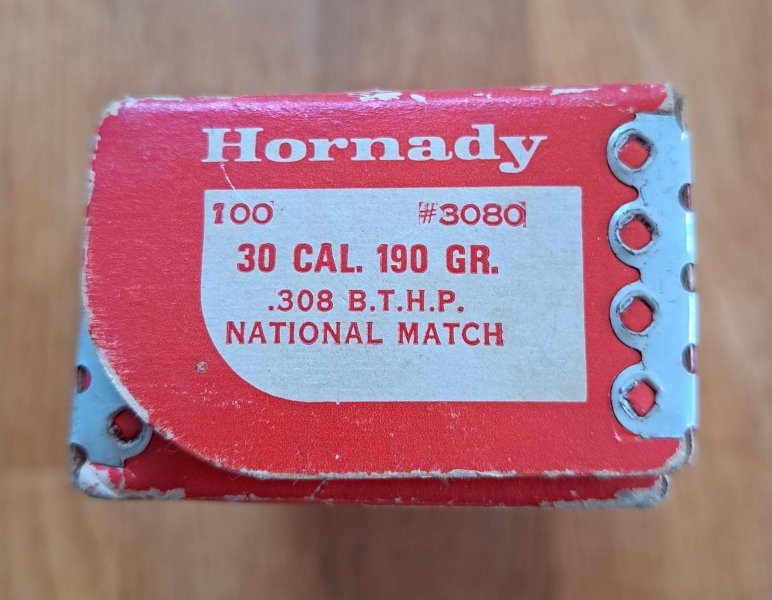 Hornady
100 #3080
30 CAL. 190 GR.
.308 B.T.H.P.
NATIONAL MATCH